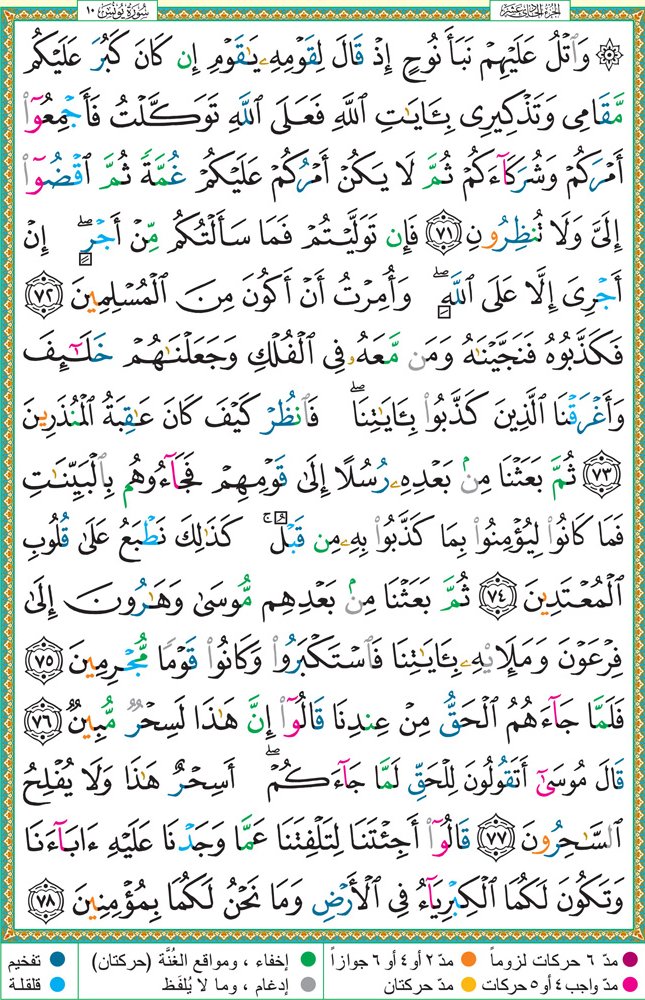 سُورَة يُونس ١٠
الجزء الحادي عشر
۞ وَٱتْلُ عَلَيْهِمْ نَبَأَ نُوحٍ إِذْ قَالَ لِقَوْمِهِۦ يَٰقَوْمِ إِن كَانَ كَبُرَ عَلَيْكُم
مَّقَامِى وَتَذْكِيرِى بِـَٔايَٰتِ ٱللَّهِ فَعَلَى ٱللَّهِ تَوَكَّلْتُ فَأَجْمِعُوٓا۟
أَمْرَكُمْ وَشُرَكَآءَكُمْ ثُمَّ لَا يَكُنْ أَمْرُكُمْ عَلَيْكُمْ غُمَّةً ثُمَّ ٱقْضُوٓا۟
إِلَىَّ وَلَا تُنظِرُونِ ٧١ فَإِن تَوَلَّيْتُمْ فَمَا سَأَلْتُكُم مِّنْ أَجْرٍ ۖ إِنْ
أَجْرِىَ إِلَّا عَلَى ٱللَّهِ ۖ وَأُمِرْتُ أَنْ أَكُونَ مِنَ ٱلْمُسْلِمِينَ ٧٢
فَكَذَّبُوهُ فَنَجَّيْنَٰهُ وَمَن مَّعَهُۥ فِى ٱلْفُلْكِ وَجَعَلْنَٰهُمْ خَلَٰٓئِفَ
وَأَغْرَقْنَا ٱلَّذِينَ كَذَّبُوا۟ بِـَٔايَٰتِنَا ۖ فَٱنظُرْ كَيْفَ كَانَ عَٰقِبَةُ ٱلْمُنذَرِينَ
٧٣ ثُمَّ بَعَثْنَا مِنۢ بَعْدِهِۦ رُسُلًا إِلَىٰ قَوْمِهِمْ فَجَآءُوهُم بِٱلْبَيِّنَٰتِ
فَمَا كَانُوا۟ لِيُؤْمِنُوا۟ بِمَا كَذَّبُوا۟ بِهِۦ مِن قَبْلُ ۚ كَذَٰلِكَ نَطْبَعُ عَلَىٰ قُلُوبِ
ٱلْمُعْتَدِينَ ٧٤ ثُمَّ بَعَثْنَا مِنۢ بَعْدِهِم مُّوسَىٰ وَهَٰرُونَ إِلَىٰ
فِرْعَوْنَ وَمَلَإِي۟هِۦ بِـَٔايَٰتِنَا فَٱسْتَكْبَرُوا۟ وَكَانُوا۟ قَوْمًا مُّجْرِمِينَ ٧٥
فَلَمَّا جَآءَهُمُ ٱلْحَقُّ مِنْ عِندِنَا قَالُوٓا۟ إِنَّ هَٰذَا لَسِحْرٌ مُّبِينٌ ٧٦
قَالَ مُوسَىٰٓ أَتَقُولُونَ لِلْحَقِّ لَمَّا جَآءَكُمْ ۖ أَسِحْرٌ هَٰذَا وَلَا يُفْلِحُ
ٱلسَّٰحِرُونَ ٧٧ قَالُوٓا۟ أَجِئْتَنَا لِتَلْفِتَنَا عَمَّا وَجَدْنَا عَلَيْهِ ءَابَآءَنَا
وَتَكُونَ لَكُمَا ٱلْكِبْرِيَآءُ فِى ٱلْأَرْضِ وَمَا نَحْنُ لَكُمَا بِمُؤْمِنِينَ ٧٨
مدّ ٦ حركات لزوماً مدّ ٢ أو ٤ أو ٦ جوازاً إخفاء ، ومواقع الغُنَّة (حركتان) تفخيم
مدّ واجب ٤ أو ٥ حركات مدّ حركتان إدغام ، وما لا يُلفَظ قلقلة